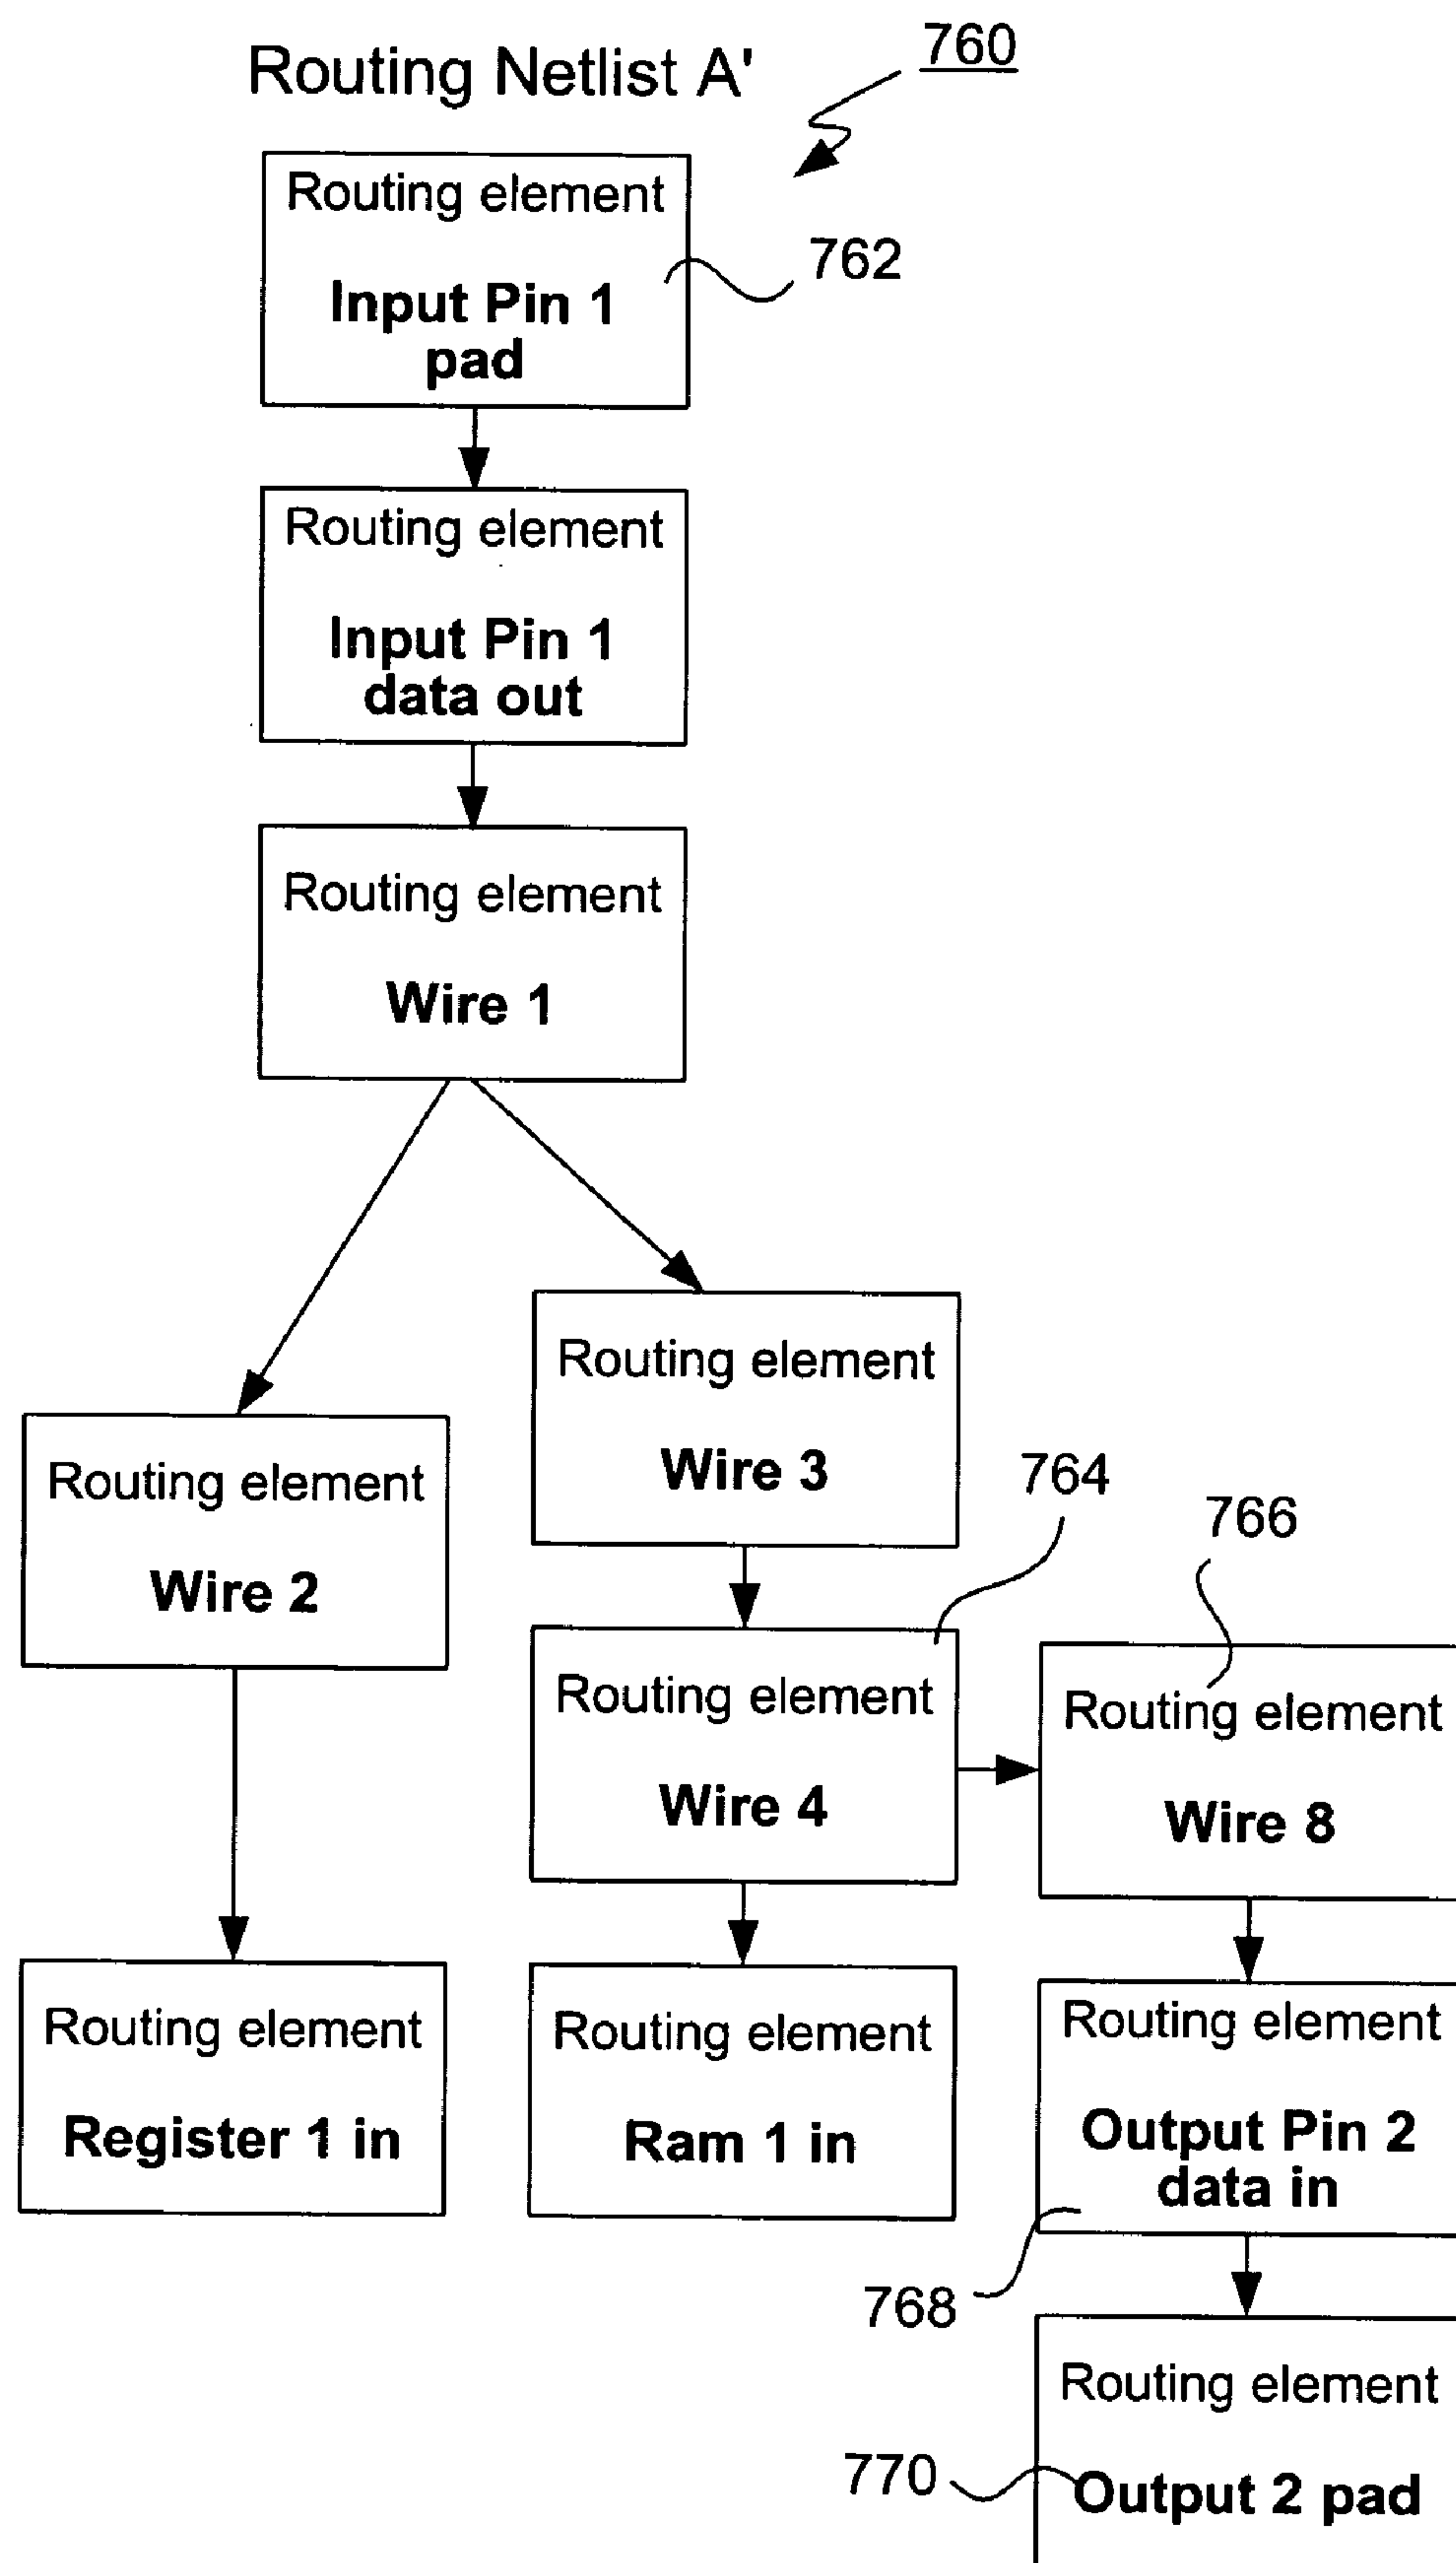 Routing Netlist A'
760
Routing element
Input Pin 1
pad
762
Routing element
Input Pin 1
data out
Routing element
Wire 1
Routing element
Wire 3
Routing element
Wire 2
764
766
Routing element
Wire 4
Routing element
Wire 8
Routing element
Register 1 in
Routing element
Ram 1 in
Routing element
Output Pin 2
data in
768
Routing element
Output 2 pad
770